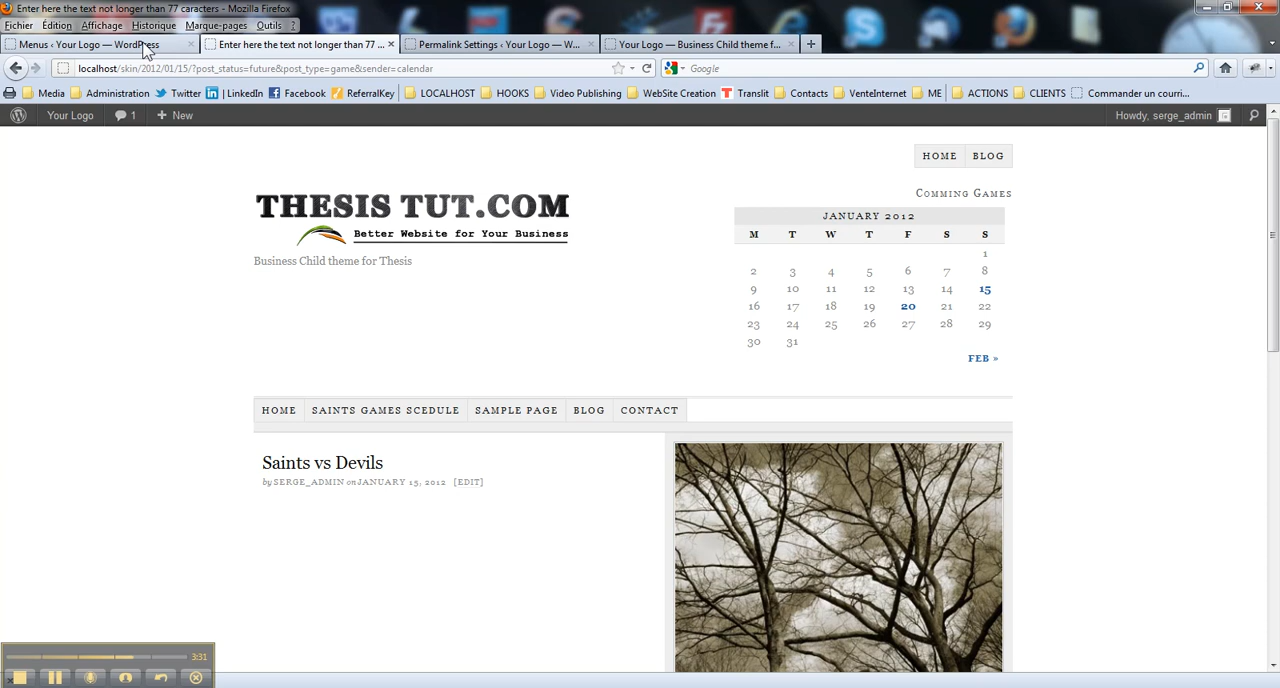 Enter here the text not longer than 77 caracters - Mozilla Firefox
Fichier Édition Affichage Historique Marque-pages Outils ?
Menus ‹ Your Logo — WordPress × Enter here the text not longer than 77 ... × Permalink Settings ‹ Your Logo — W... × Your Logo — Business Child theme f... × +
localhost/skin/2012/01/15/?post_status=future&post_type=game&sender=calendar Google
Media Administration Twitter LinkedIn Facebook ReferralKey LOCALHOST HOOKS Video Publishing WebSite Creation Translit Contacts VenteInternet ME ACTIONS CLIENTS Commander un courri...
Your Logo 1 + New Howdy, serge_admin
HOME BLOG
COMMING GAMES
THESIS TUT.COM
Better Website for Your Business
Business Child theme for Thesis
JANUARY 2012
M T W T F S S
1
2 3 4 5 6 7 8
9 10 11 12 13 14 15
16 17 18 19 20 21 22
23 24 25 26 27 28 29
30 31
FEB »
HOME SAINTS GAMES SCEDULE SAMPLE PAGE BLOG CONTACT
Saints vs Devils
by SERGE_ADMIN on JANUARY 15, 2012 [EDIT]
3:31